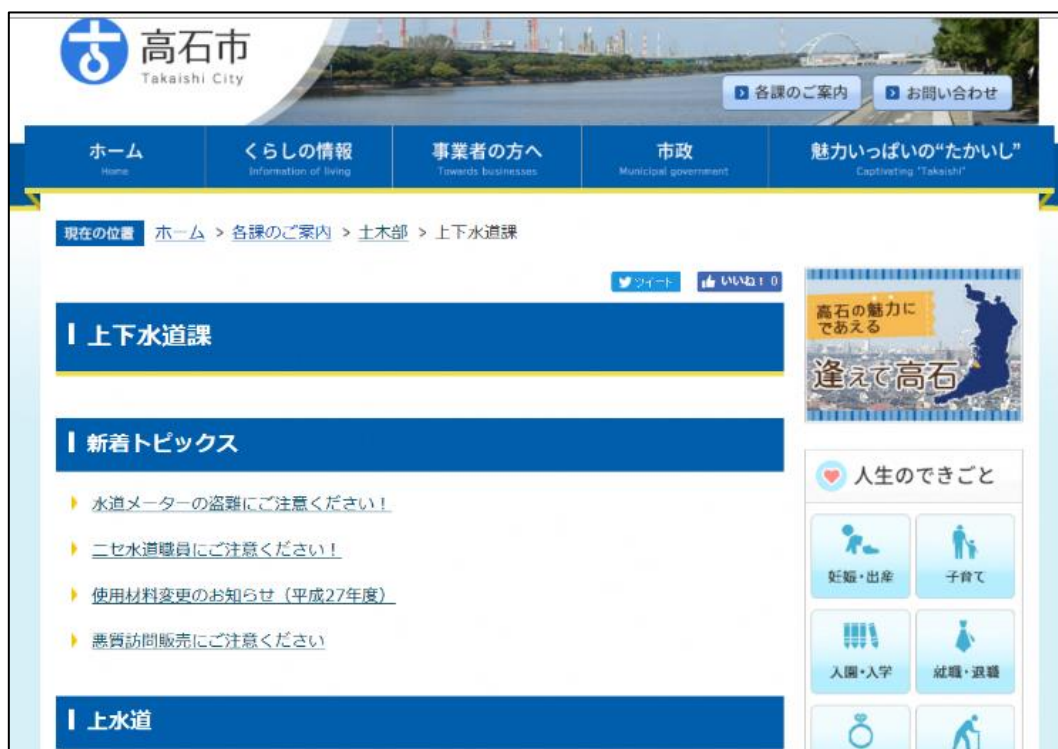 高石市
Takaishi City
各課のご案内
お問い合わせ
ホーム
Home
くらしの情報
Information of living
事業者の方へ
Towards businesses
市政
Municipal government
魅力いっぱいの“たかいし”
Captivating "Takaishi"
現在の位置 ホーム > 各課のご案内 > 土木部 > 上下水道課
ツイート
いいね！ 0
上下水道課
新着トピックス
水道メーターの盗難にご注意ください！
ニセ水道職員にご注意ください！
使用材料変更のお知らせ（平成27年度）
悪質訪問販売にご注意ください
上水道
高石の魅力に
であえる
逢えて高石
人生のできごと
妊娠・出産
子育て
入園・入学
就職・退職